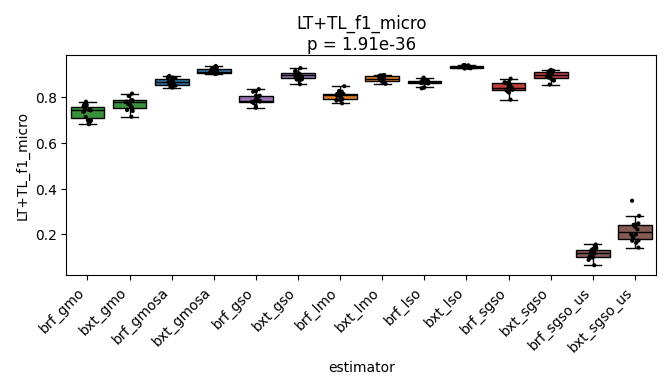 LT+TL_f1_micro
p = 1.91e-36
LT+TL_f1_micro
0.8
0.6
0.4
0.2
brf_gmo
bxt_gmo
brf_gmosa
bxt_gmosa
brf_gso
bxt_gso
brf_lmo
bxt_lmo
brf_lso
bxt_lso
brf_sgso
bxt_sgso
brf_sgso_us
bxt_sgso_us
estimator